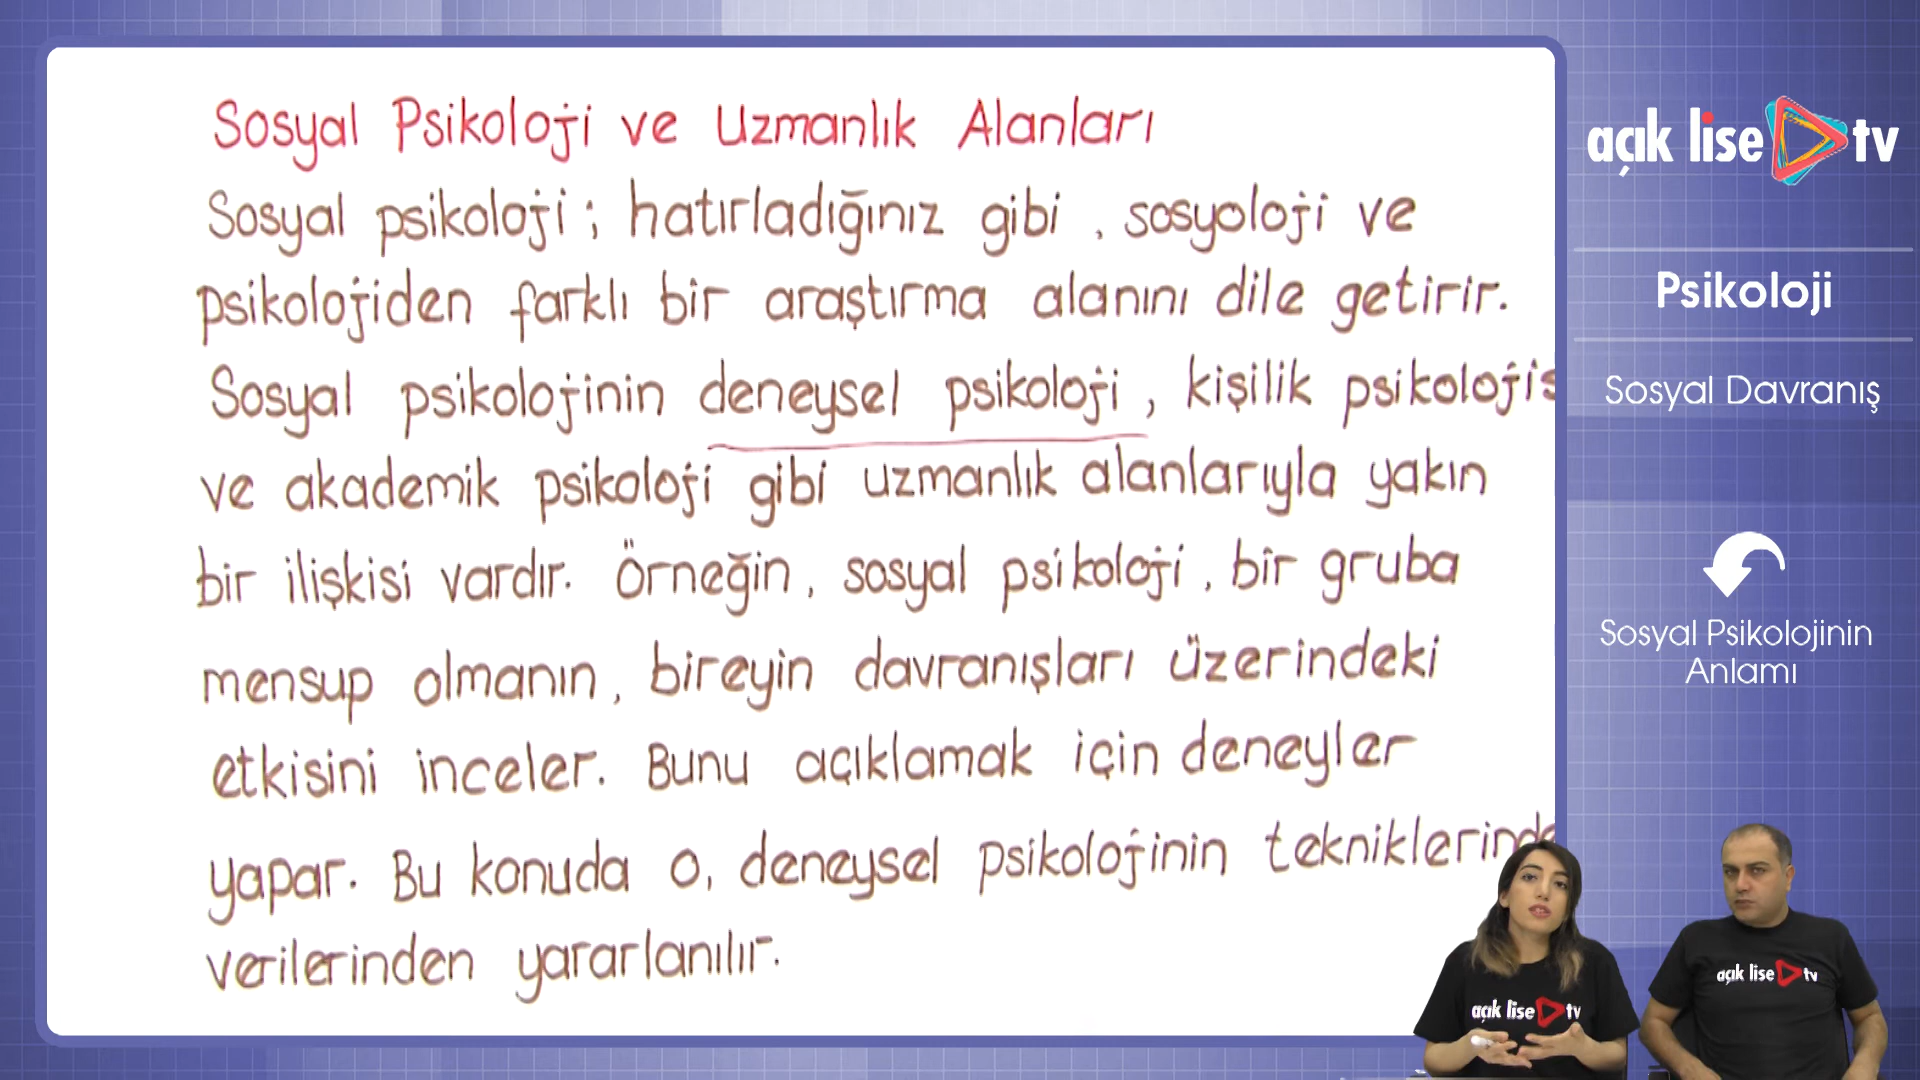 Sosyal Psikoloji ve Uzmanlık Alanları
Sosyal psikoloji; hatırladığınız gibi, sosyoloji ve
psikolojiden farklı bir araştırma alanını dile getirir.
Sosyal psikolojinin deneysel psikoloji, kişilik
ve akademik psikoloji gibi uzmanlık alanlarıyla yakın
bir ilişkisi vardır. Örneğin, sosyal psikoloji, bir gruba
mensup olmanın, bireyin davranışları üzerindeki
etkisini inceler. Bunu açıklamak için deneyler
yapar. Bu konuda o, deneysel psikolojinin
verilerinden yararlanılır.
açık lise tv
Psikoloji
Sosyal Davranış
Sosyal Psikolojinin
Anlamı
açık lise tv
açık lise tv